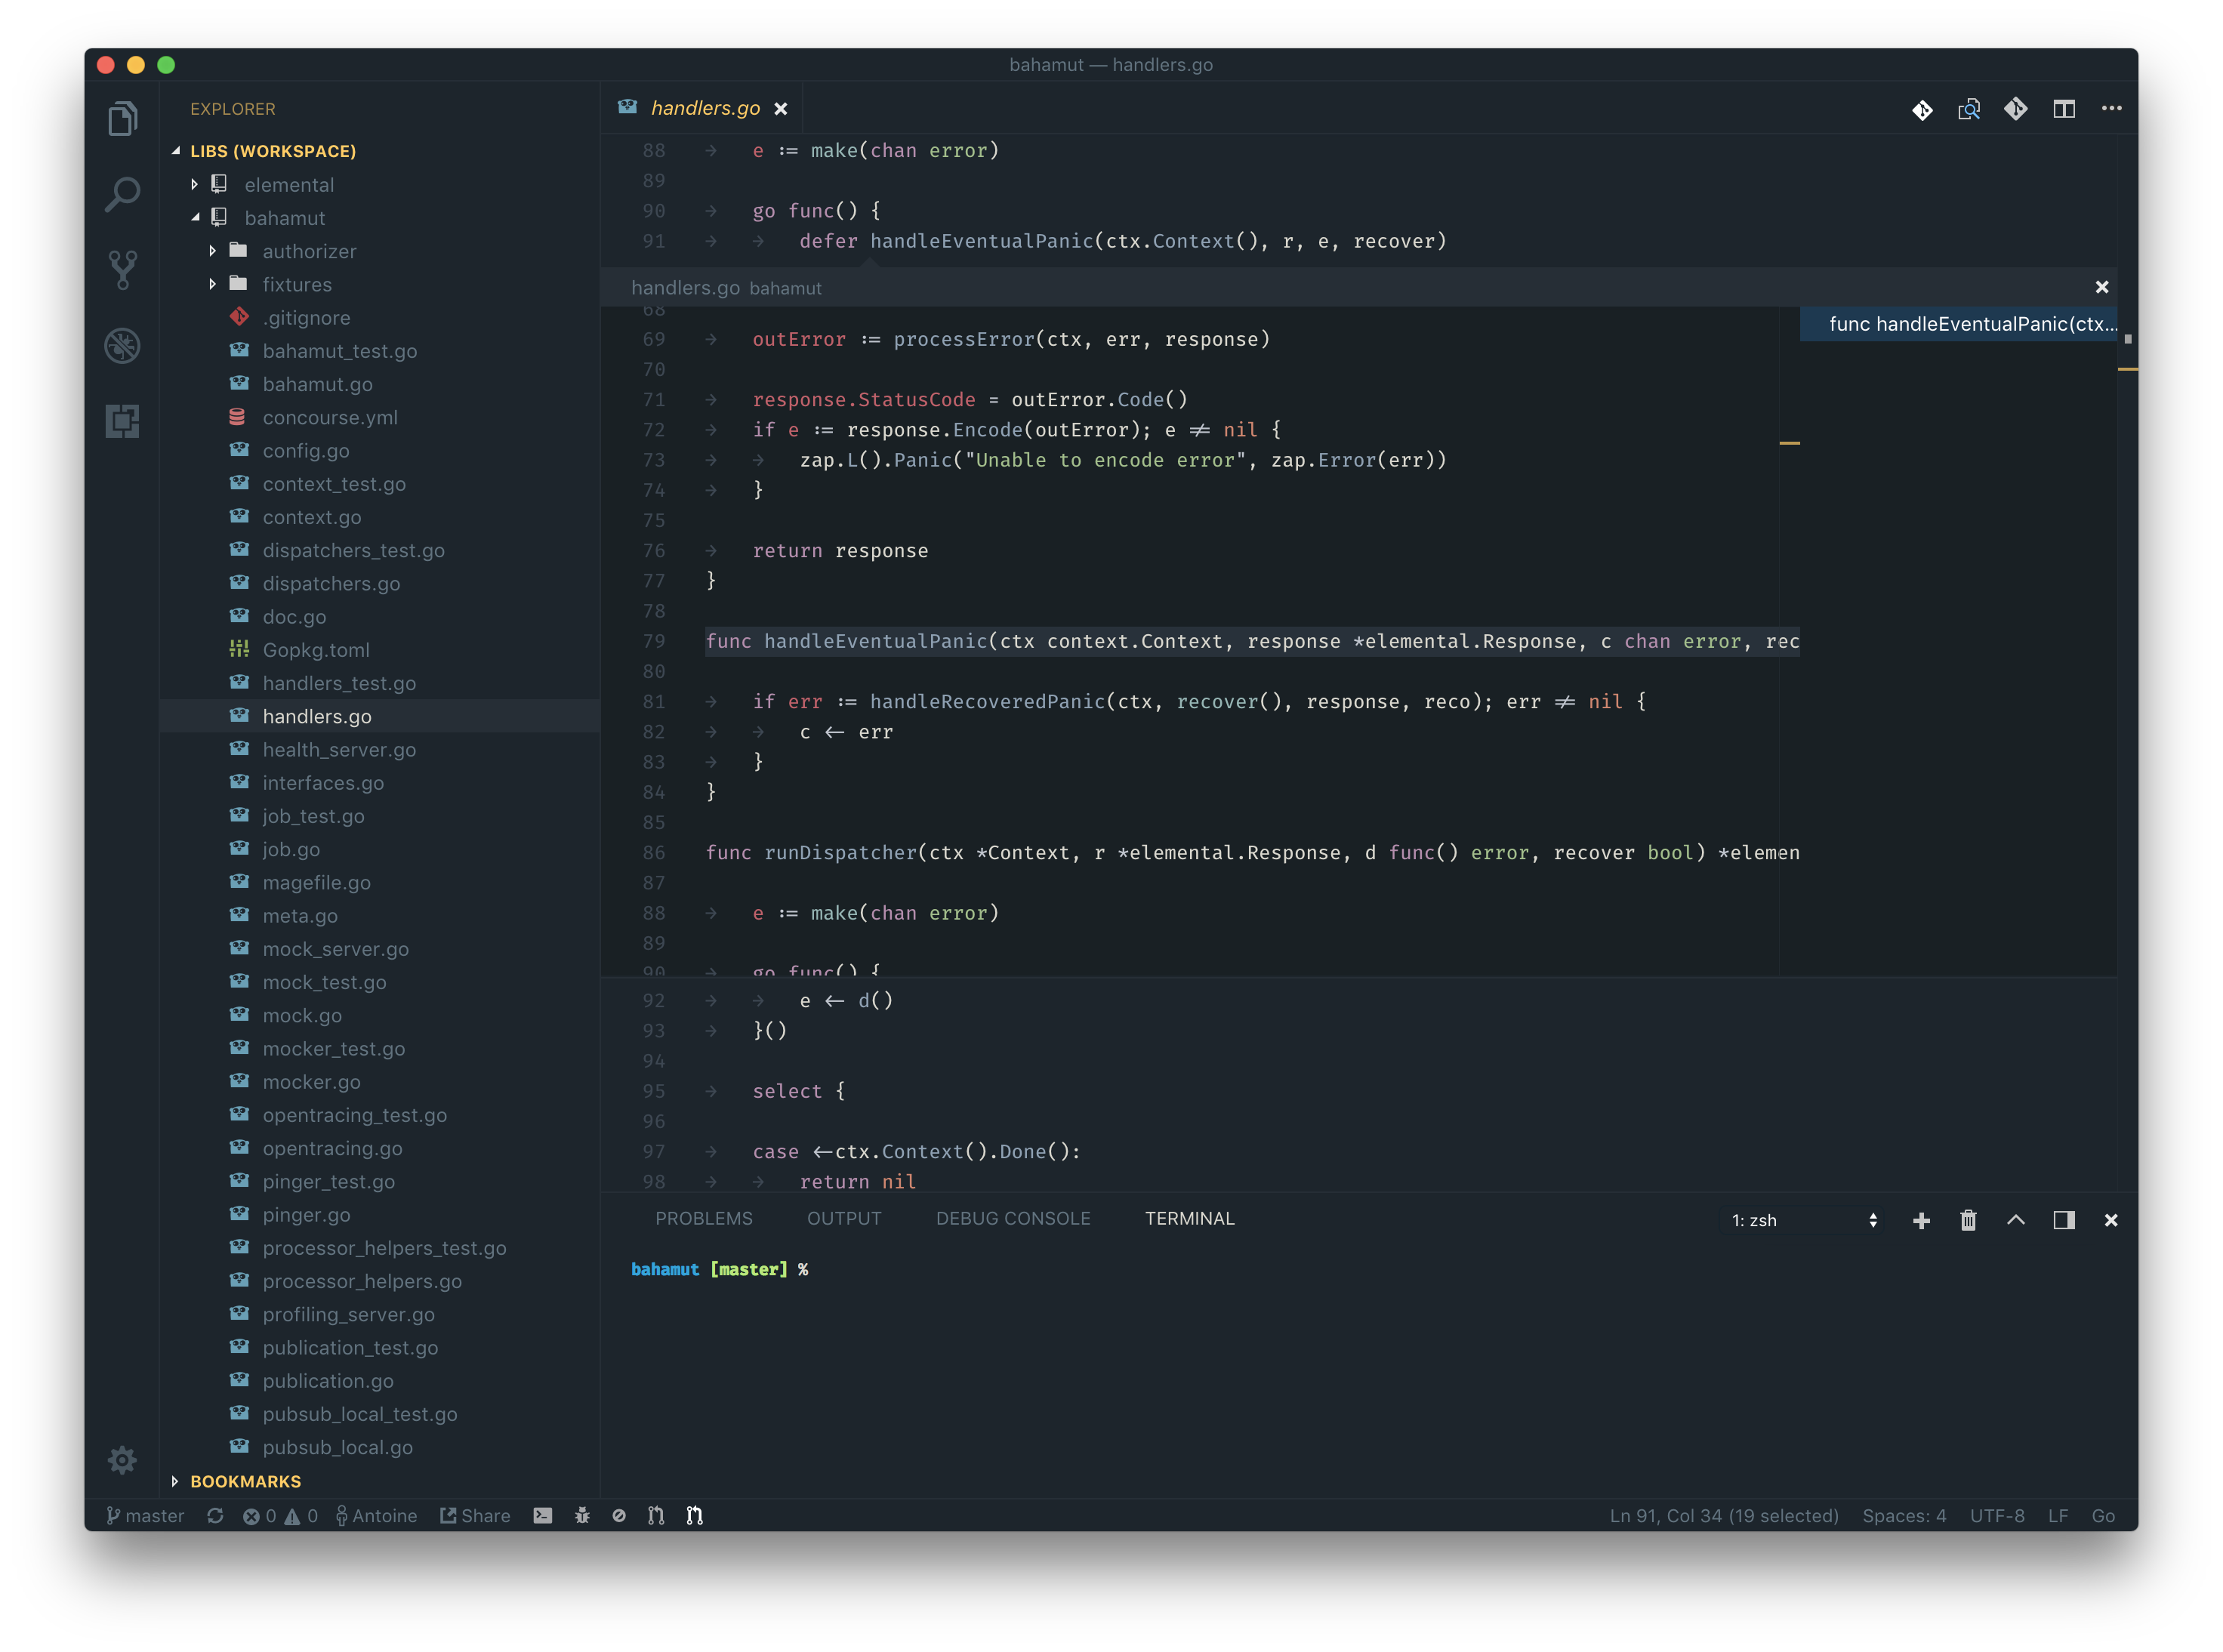 bahamut — handlers.go
EXPLORER
LIBS (WORKSPACE)
elemental
bahamut
authorizer
fixtures
.gitignore
bahamut_test.go
bahamut.go
concourse.yml
config.go
context_test.go
context.go
dispatchers_test.go
dispatchers.go
doc.go
Gopkg.toml
handlers_test.go
handlers.go
health_server.go
interfaces.go
job_test.go
job.go
magefile.go
meta.go
mock_server.go
mock_test.go
mock.go
mocker_test.go
mocker.go
opentracing_test.go
opentracing.go
pinger_test.go
pinger.go
processor_helpers_test.go
processor_helpers.go
profiling_server.go
publication_test.go
publication.go
pubsub_local_test.go
pubsub_local.go
BOOKMARKS
handlers.go
88 e := make(chan error)
89
90 go func() {
91 defer handleEventualPanic(ctx.Context(), r, e, recover)
handlers.go bahamut
68
69 outError := processError(ctx, err, response)
70
71 response.StatusCode = outError.Code()
72 if e := response.Encode(outError); e ≠ nil {
73 zap.L().Panic("Unable to encode error", zap.Error(err))
74 }
75
76 return response
77 }
78
79 func handleEventualPanic(ctx context.Context, response *elemental.Response, c chan error, rec
80
81 if err := handleRecoveredPanic(ctx, recover(), response, reco); err ≠ nil {
82 c ← err
83 }
84 }
85
86 func runDispatcher(ctx *Context, r *elemental.Response, d func() error, recover bool) *elemen
87
88 e := make(chan error)
89
90 go func() {
func handleEventualPanic(ctx...
92 e ← d()
93 }()
94
95 select {
96
97 case ←ctx.Context().Done():
98 return nil
PROBLEMS OUTPUT DEBUG CONSOLE TERMINAL 1: zsh
bahamut [master] %
master 0 0 Antoine Share Ln 91, Col 34 (19 selected) Spaces: 4 UTF-8 LF Go